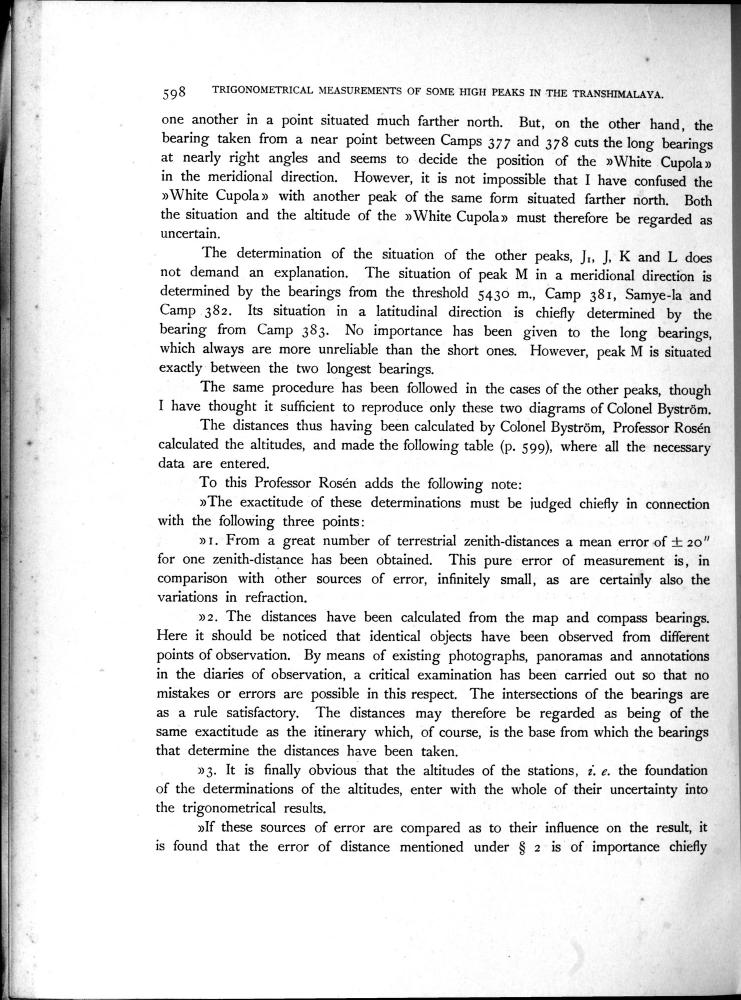 598 TRIGONOMETRICAL MEASUREMENTS OF SOME HIGH PEAKS IN THE TRANSHIMALAYA.
one another in a point situated much farther north. But, on the other hand, the
bearing taken from a near point between Camps 377 and 378 cuts the long bearings
at nearly right angles and seems to decide the position of the »White Cupola»
in the meridional direction. However, it is not impossible that I have confused the
»White Cupola» with another peak of the same form situated farther north. Both
the situation and the altitude of the »White Cupola» must therefore be regarded as
uncertain.
The determination of the situation of the other peaks, J1, J, K and L does
not demand an explanation. The situation of peak M in a meridional direction is
determined by the bearings from the threshold 5430 m., Camp 381, Samye-la and
Camp 382. Its situation in a latitudinal direction is chiefly determined by the
bearing from Camp 383. No importance has been given to the long bearings,
which always are more unreliable than the short ones. However, peak M is situated
exactly between the two longest bearings.
The same procedure has been followed in the cases of the other peaks, though
I have thought it sufficient to reproduce only these two diagrams of Colonel Byström.
The distances thus having been calculated by Colonel Byström, Professor Rosén
calculated the altitudes, and made the following table (p. 599), where all the necessary
data are entered.
To this Professor Rosén adds the following note:
»The exactitude of these determinations must be judged chiefly in connection
with the following three points:
»1. From a great number of terrestrial zenith-distances a mean error of ± 20″
for one zenith-distance has been obtained. This pure error of measurement is, in
comparison with other sources of error, infinitely small, as are certainly also the
variations in refraction.
»2. The distances have been calculated from the map and compass bearings.
Here it should be noticed that identical objects have been observed from different
points of observation. By means of existing photographs, panoramas and annotations
in the diaries of observation, a critical examination has been carried out so that no
mistakes or errors are possible in this respect. The intersections of the bearings are
as a rule satisfactory. The distances may therefore be regarded as being of the
same exactitude as the itinerary which, of course, is the base from which the bearings
that determine the distances have been taken.
»3. It is finally obvious that the altitudes of the stations, i. e. the foundation
of the determinations of the altitudes, enter with the whole of their uncertainty into
the trigonometrical results.
»If these sources of error are compared as to their influence on the result, it
is found that the error of distance mentioned under § 2 is of importance chiefly